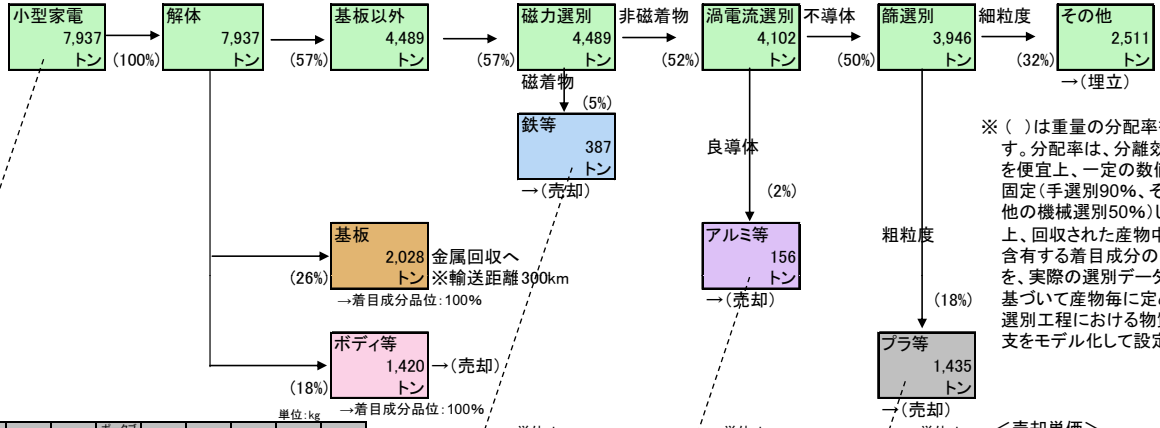 小型家電
7,937
トン
(100%)
解体
7,937
トン
(57%)
基板以外
4,489
トン
(57%)
磁力選別
4,489
トン
非磁着物
(52%)
渦電流選別
4,102
トン
不導体
(50%)
篩選別
3,946
トン
細粒度
(32%)
その他
2,511
トン
→(埋立)
磁着物
(5%)
鉄等
387
トン
→(売却)
良導体
(2%)
アルミ等
156
トン
→(売却)
粗粒度
(18%)
プラ等
1,435
トン
→(売却)
基板
2,028
トン
(26%)
金属回収へ
※輸送距離300km
→着目成分品位:100%
ボディ等
1,420
トン
→(売却)
(18%)
→着目成分品位:100%
※ ( )は重量の分配率
す。分配率は、分離効
を便宜上、一定の数値
固定(手選別90%、そ
他の機械選別50%)し
上、回収された産物中
含有する着目成分の
を、実際の選別データ
基づいて産物毎に定
選別工程における物質
支をモデル化して設定
単位:kg
<売却単価>